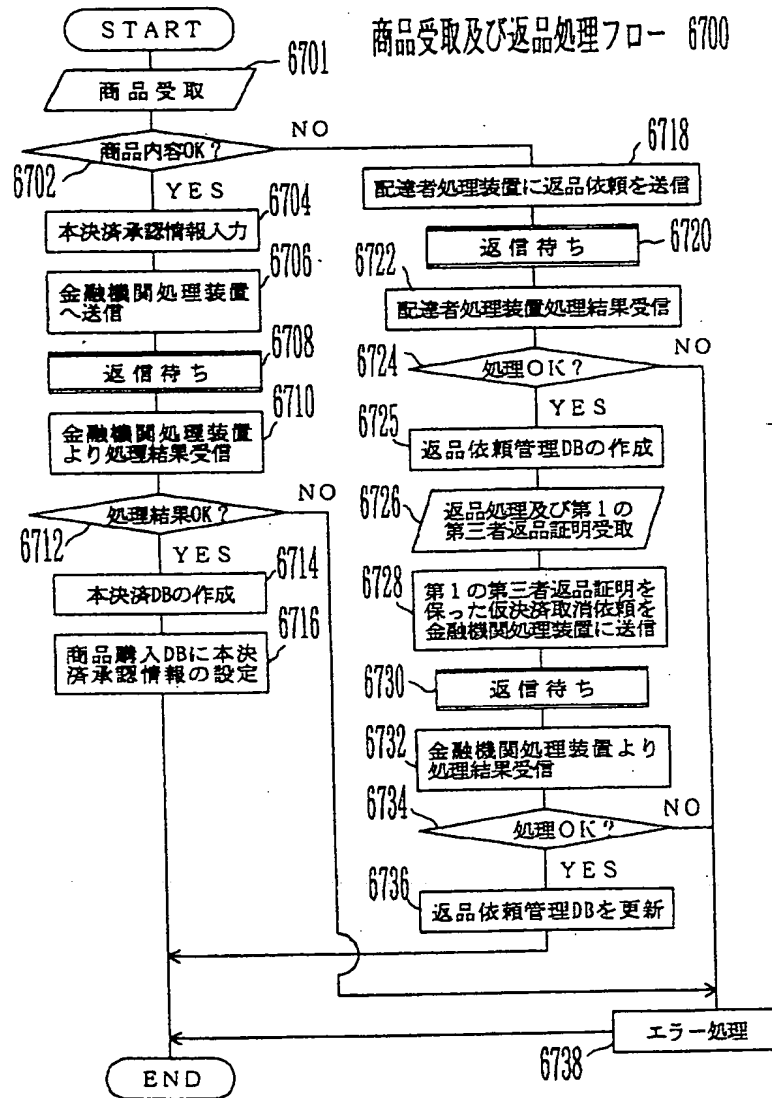 商品受取及び返品処理フロー 6700
START
6701
商品受取
商品内容OK?
NO
6702
YES
6704
本決済承認情報入力
6706
金融機関処理装置
へ送信
6708
返信待ち
6710
金融機関処理装置
より処理結果受信
処理結果OK?
NO
6712
YES
6714
本決済DBの作成
6716
商品購入DBに本決
済承認情報の設定
6718
配達者処理装置に返品依頼を送信
6720
返信待ち
6722
配達者処理装置処理結果受信
6724
処理OK?
NO
YES
6725
返品依頼管理DBの作成
6726
返品処理及び第1の
第三者返品証明受取
6728
第1の第三者返品証明を
保った仮決済取消依頼を
金融機関処理装置に送信
6730
返信待ち
6732
金融機関処理装置より
処理結果受信
6734
処理OK?
NO
YES
6736
返品依頼管理DBを更新
エラー処理
6738
END